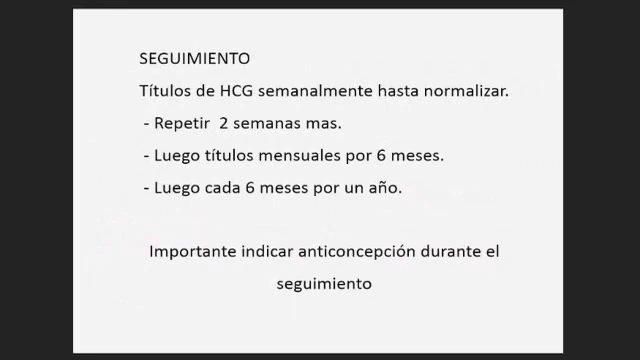 SEGUIMIENTO
Títulos de HCG semanalmente hasta normalizar.
- Repetir 2 semanas mas.
- Luego títulos mensuales por 6 meses.
- Luego cada 6 meses por un año.
Importante indicar anticoncepción durante el
seguimiento